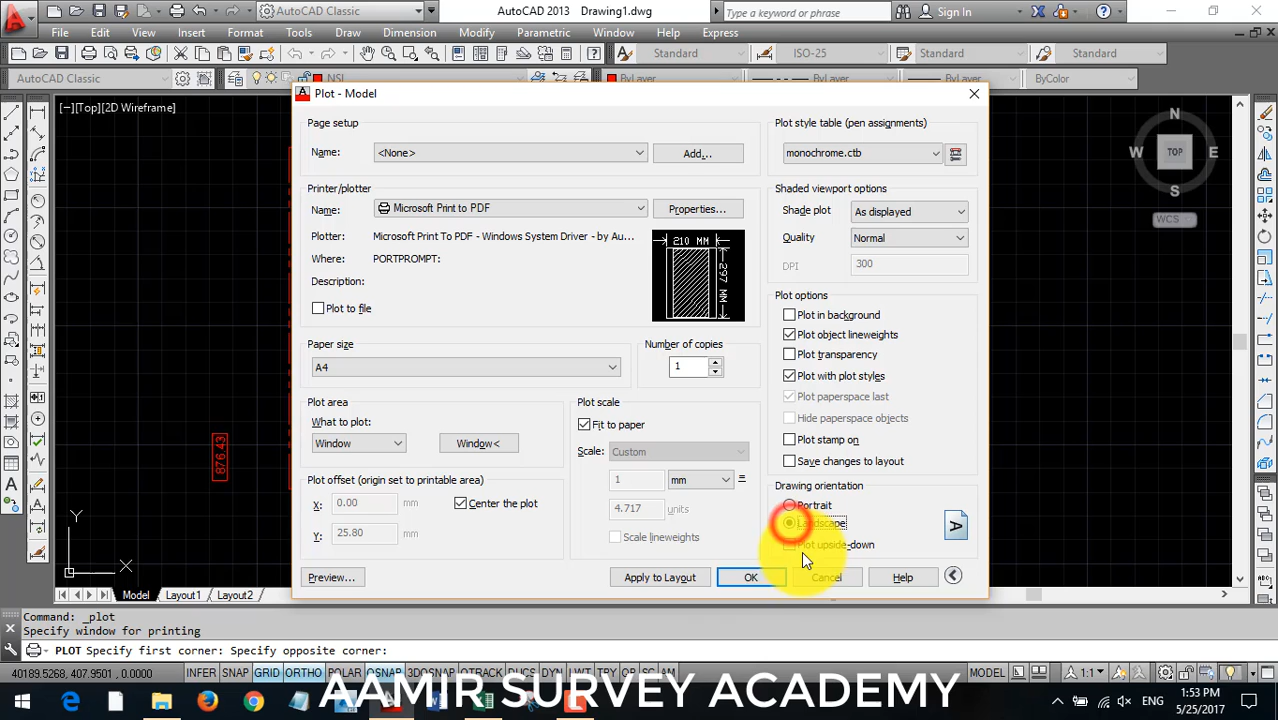 AutoCAD Classic
AutoCAD 2013 Drawing1.dwg
Type a keyword or phrase
Sign In
File Edit View Insert Format Tools Draw Dimension Modify Parametric Window Help Express
Standard ISO-25 Standard Standard
AutoCAD Classic
NSL
ByLayer ByLayer ByColor
[−][Top][2D Wireframe]
Plot - Model
Page setup
Name: <None> Add...
Plot style table (pen assignments)
monochrome.ctb
Printer/plotter
Name: Microsoft Print to PDF Properties...
Plotter: Microsoft Print To PDF - Windows System Driver - by Au...
Where: PORTPROMPT:
Description:
Plot to file
210 MM
297 MM
Shaded viewport options
Shade plot As displayed
Quality Normal
DPI 300
Paper size
A4
Number of copies
1
Plot area
What to plot:
Window Window<
Plot scale
Fit to paper
Scale: Custom
1 mm =
4.717 units
Scale lineweights
Plot offset (origin set to printable area)
X: 0.00 mm Center the plot
Y: 25.80 mm
Plot options
Plot in background
Plot object lineweights
Plot transparency
Plot with plot styles
Plot paperspace last
Hide paperspace objects
Plot stamp on
Save changes to layout
Drawing orientation
Portrait
Landscape
Plot upside-down
A
Preview... Apply to Layout OK Cancel Help
N
W TOP E
S
WCS
876.43
Y
X
Model Layout1 Layout2
Command: _plot
Specify window for printing
PLOT Specify first corner: Specify opposite corner:
40189.5268, 407.6951, 0.0000 INFER SNAP GRID ORTHO POLAR OSNAP 3DOSNAP OTRACK DUCS DYN LWT TPY QP SC AM MODEL 1:1
AAMIR SURVEY ACADEMY
ENG
1:53 PM
5/25/2017